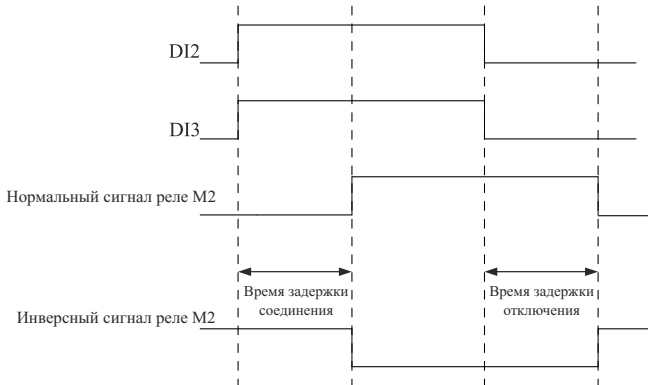 DI2
DI3
Нормальный сигнал реле M2
Время задержки
соединения
Время задержки
отключения
Инверсный сигнал реле M2